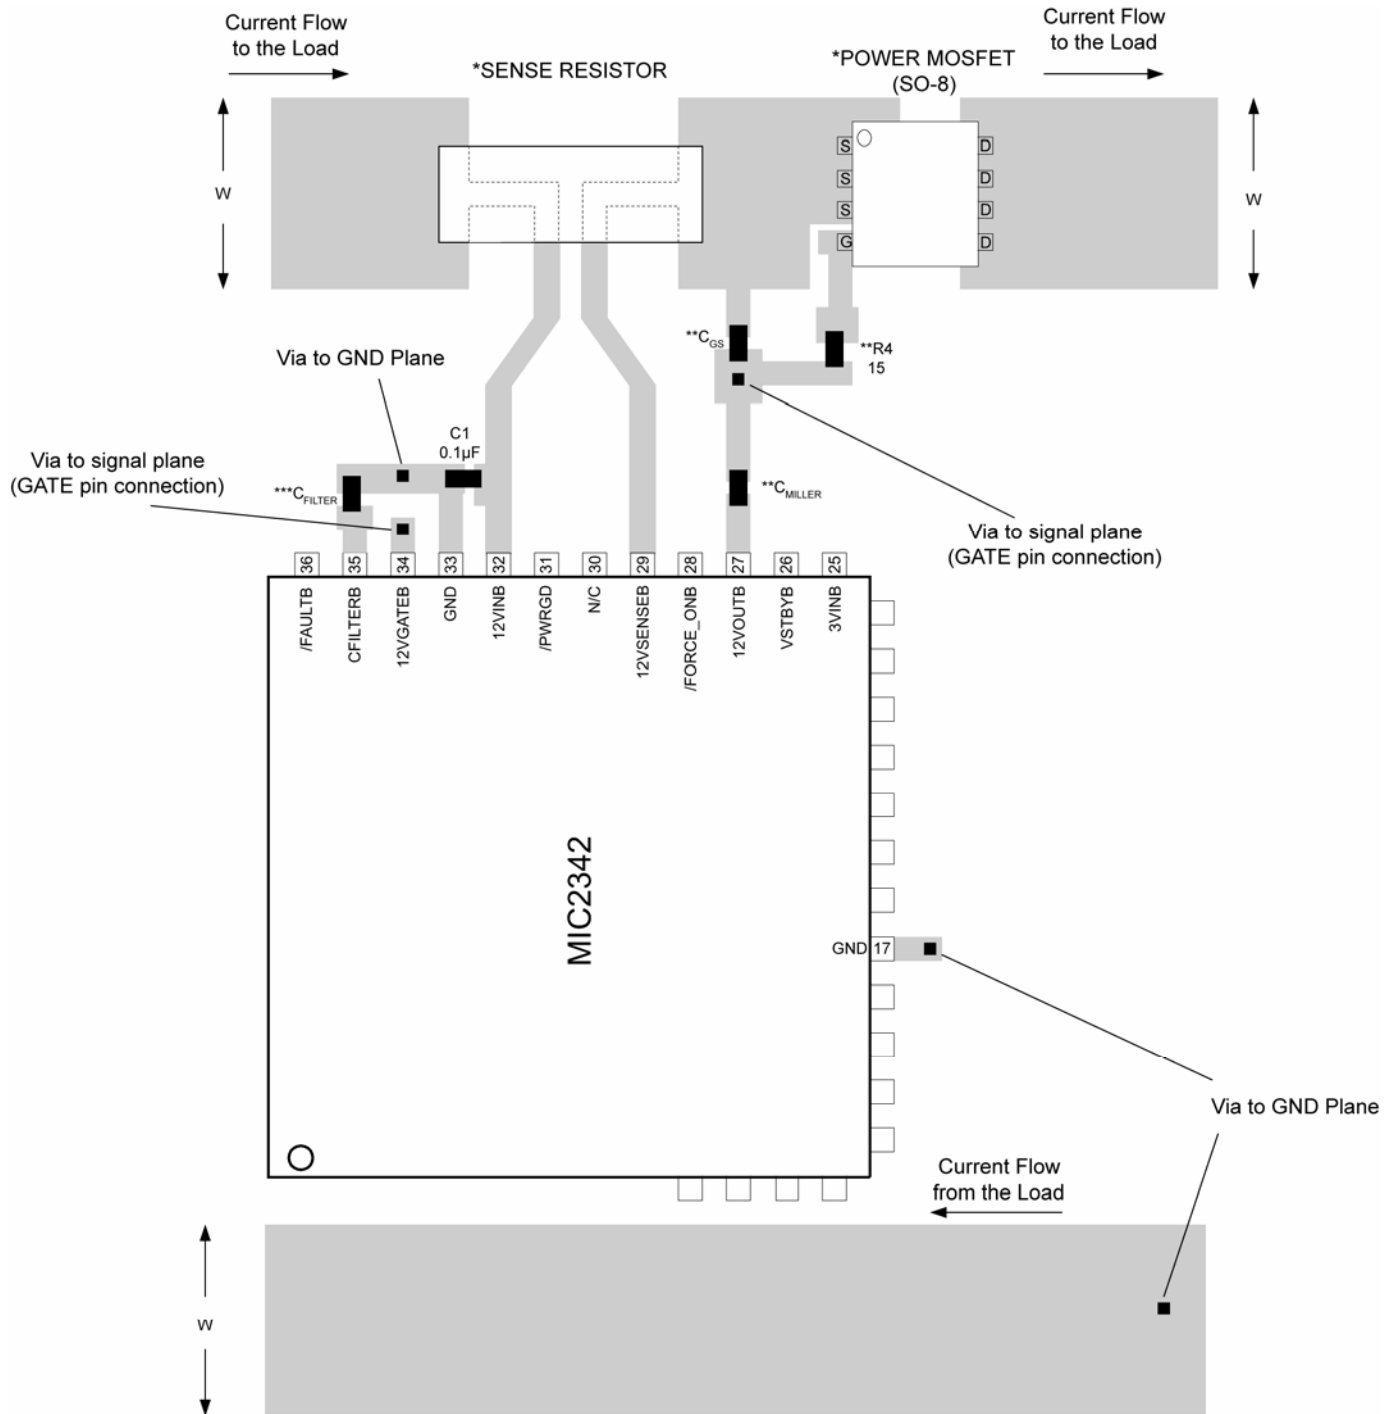 Current Flow
to the Load
Current Flow
to the Load
*SENSE RESISTOR
*POWER MOSFET
(SO-8)
W
W
S
S
S
G
D
D
D
D
**C_GS
**R4
15
Via to GND Plane
C1
0.1µF
Via to signal plane
(GATE pin connection)
***C_FILTER
**C_MILLER
Via to signal plane
(GATE pin connection)
36
35
34
33
32
31
30
29
28
27
26
25
/FAULTB
CFILTERB
12VGATEB
GND
12VINB
/PWRGD
N/C
12VSENSEB
/FORCE_ONB
12VOUTB
VSTBYB
3VINB
MIC2342
GND 17
Via to GND Plane
Current Flow
from the Load
W